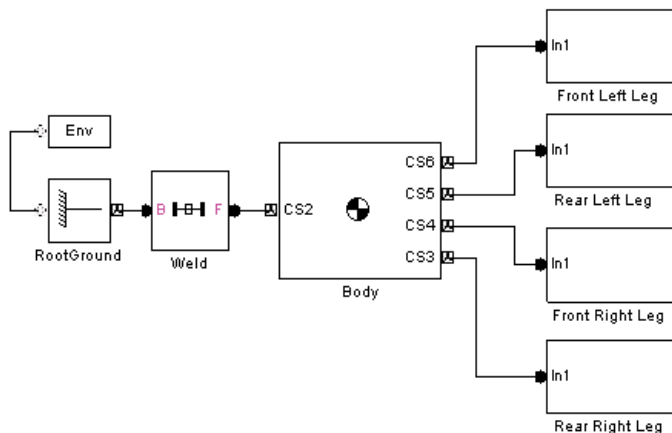 In1
Front Left Leg
Env
RootGround
B
F
Weld
CS2
CS6
CS5
CS4
CS3
Body
In1
Rear Left Leg
In1
Front Right Leg
In1
Rear Right Leg